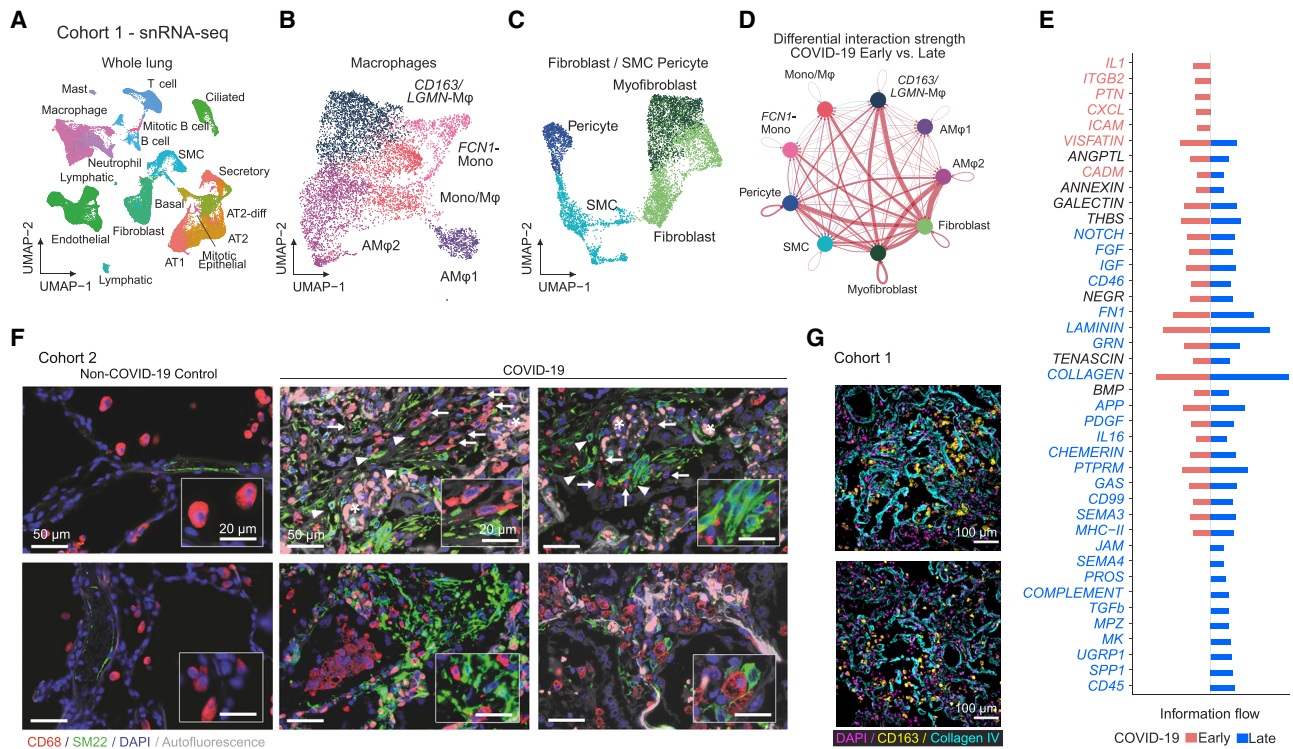 A
Cohort 1 - snRNA-seq
Whole lung
Mast
T cell
Ciliated
Macrophage
Mitotic B cell
B cell
Neutrophil
SMC
Lymphatic
Secretory
Basal
AT2-diff
Fibroblast
AT2
Endothelial
Mitotic
Epithelial
AT1
Lymphatic
UMAP-2
UMAP-1
B
Macrophages
CD163/
LGMN-Mφ
FCN1-
Mono
Mono/Mφ
AMφ2
AMφ1
UMAP-2
UMAP-1
C
Fibroblast / SMC Pericyte
Myofibroblast
Pericyte
SMC
Fibroblast
UMAP-2
UMAP-1
D
Differential interaction strength
COVID-19 Early vs. Late
Mono/Mφ
CD163/
LGMN-Mφ
FCN1-
Mono
AMφ1
AMφ2
Pericyte
Fibroblast
SMC
Myofibroblast
E
IL1
ITGB2
PTN
CXCL
ICAM
VISFATIN
ANGPTL
CADM
ANNEXIN
GALECTIN
THBS
NOTCH
FGF
IGF
CD46
NEGR
FN1
LAMININ
GRN
TENASCIN
COLLAGEN
BMP
APP
PDGF
IL16
CHEMERIN
PTPRM
GAS
CD99
SEMA3
MHC-II
JAM
SEMA4
PROS
COMPLEMENT
TGFb
MPZ
MK
UGRP1
SPP1
CD45
Information flow
COVID-19 Early Late
F
Cohort 2
Non-COVID-19 Control
COVID-19
50 µm
20 µm
50 µm
20 µm
*
*
*
*
CD68 / SM22 / DAPI / Autofluorescence
G
Cohort 1
100 µm
100 µm
DAPI / CD163 / Collagen IV